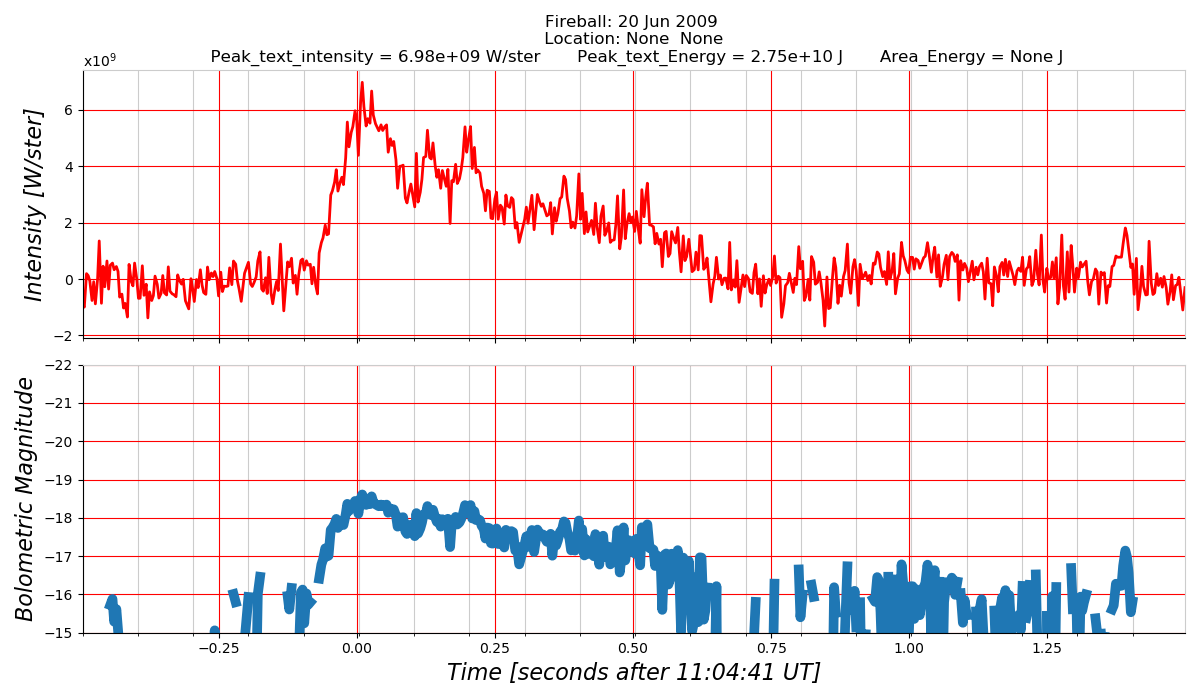 Fireball: 20 Jun 2009
Location: None  None
Peak_text_intensity = 6.98e+09 W/ster       Peak_text_Energy = 2.75e+10 J       Area_Energy = None J
x10⁹
Intensity [W/ster]
6
4
2
0
−2
Bolometric Magnitude
−22
−21
−20
−19
−18
−17
−16
−15
−0.25 0.00 0.25 0.50 0.75 1.00 1.25
Time [seconds after 11:04:41 UT]